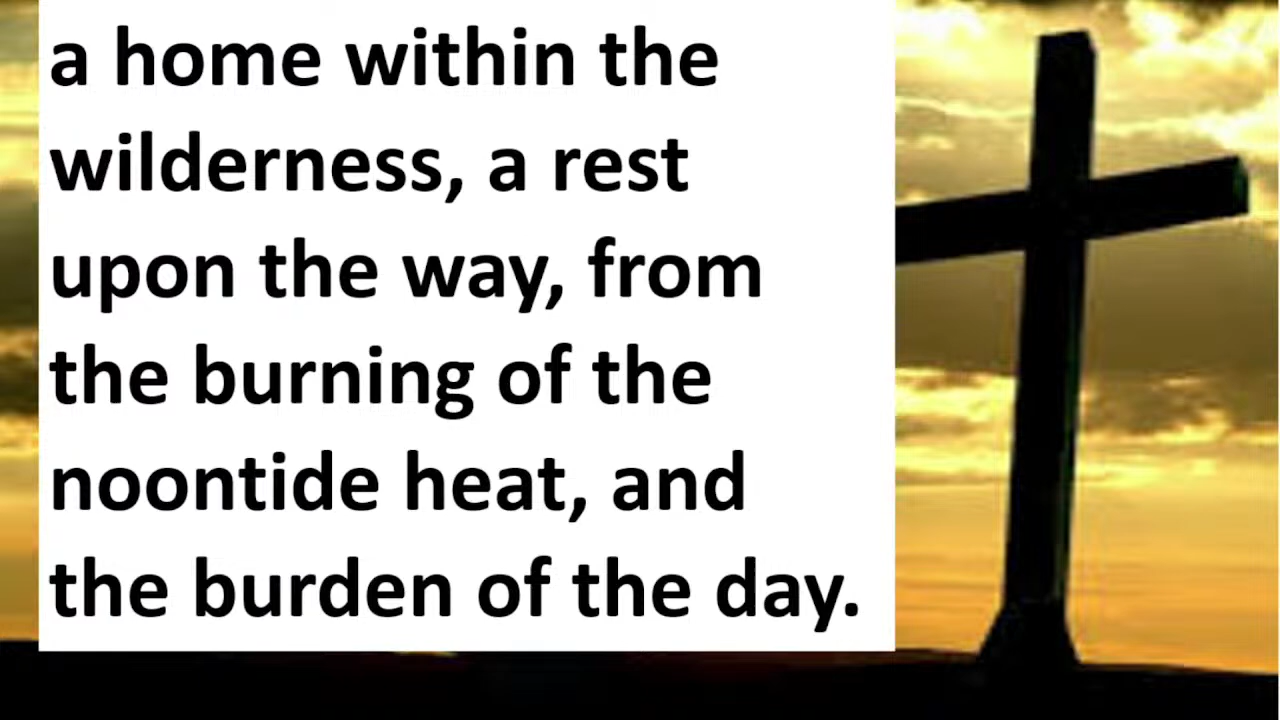 a home within the
wilderness, a rest
upon the way, from
the burning of the
noontide heat, and
the burden of the day.